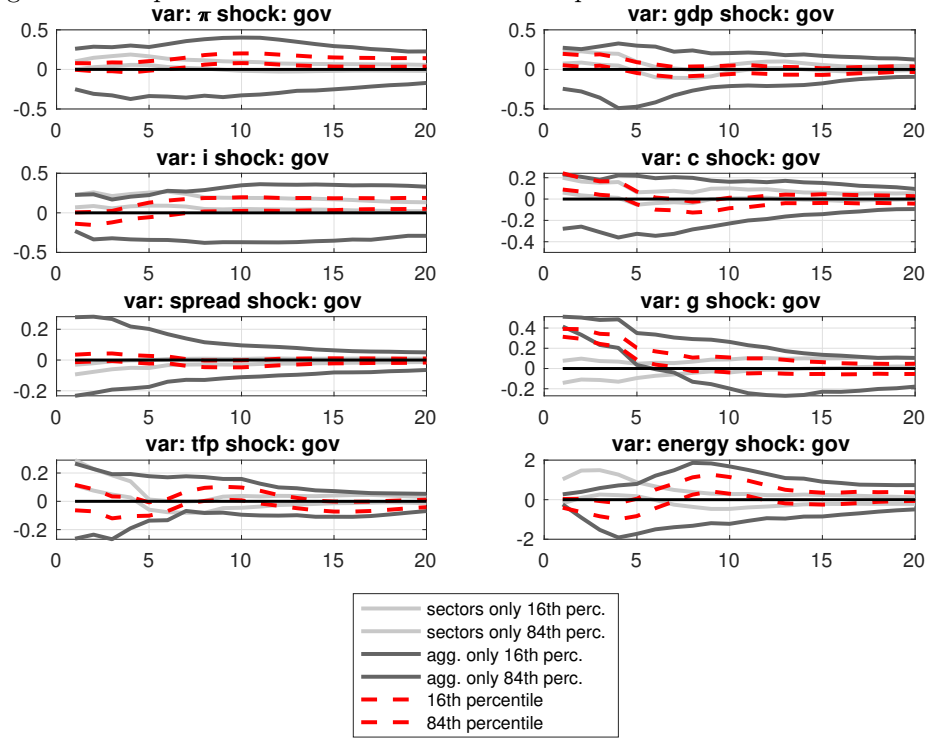 var: π shock: gov
var: gdp shock: gov
0.5
0
-0.5
0 5 10 15 20
0.5
0
-0.5
0 5 10 15 20
var: i shock: gov
var: c shock: gov
0.5
0
-0.5
0 5 10 15 20
0.2
0
-0.2
-0.4
0 5 10 15 20
var: spread shock: gov
var: g shock: gov
0.2
0
-0.2
0 5 10 15 20
0.4
0.2
0
-0.2
0 5 10 15 20
var: tfp shock: gov
var: energy shock: gov
0.2
0
-0.2
0 5 10 15 20
2
0
-2
0 5 10 15 20
sectors only 16th perc.
sectors only 84th perc.
agg. only 16th perc.
agg. only 84th perc.
16th percentile
84th percentile